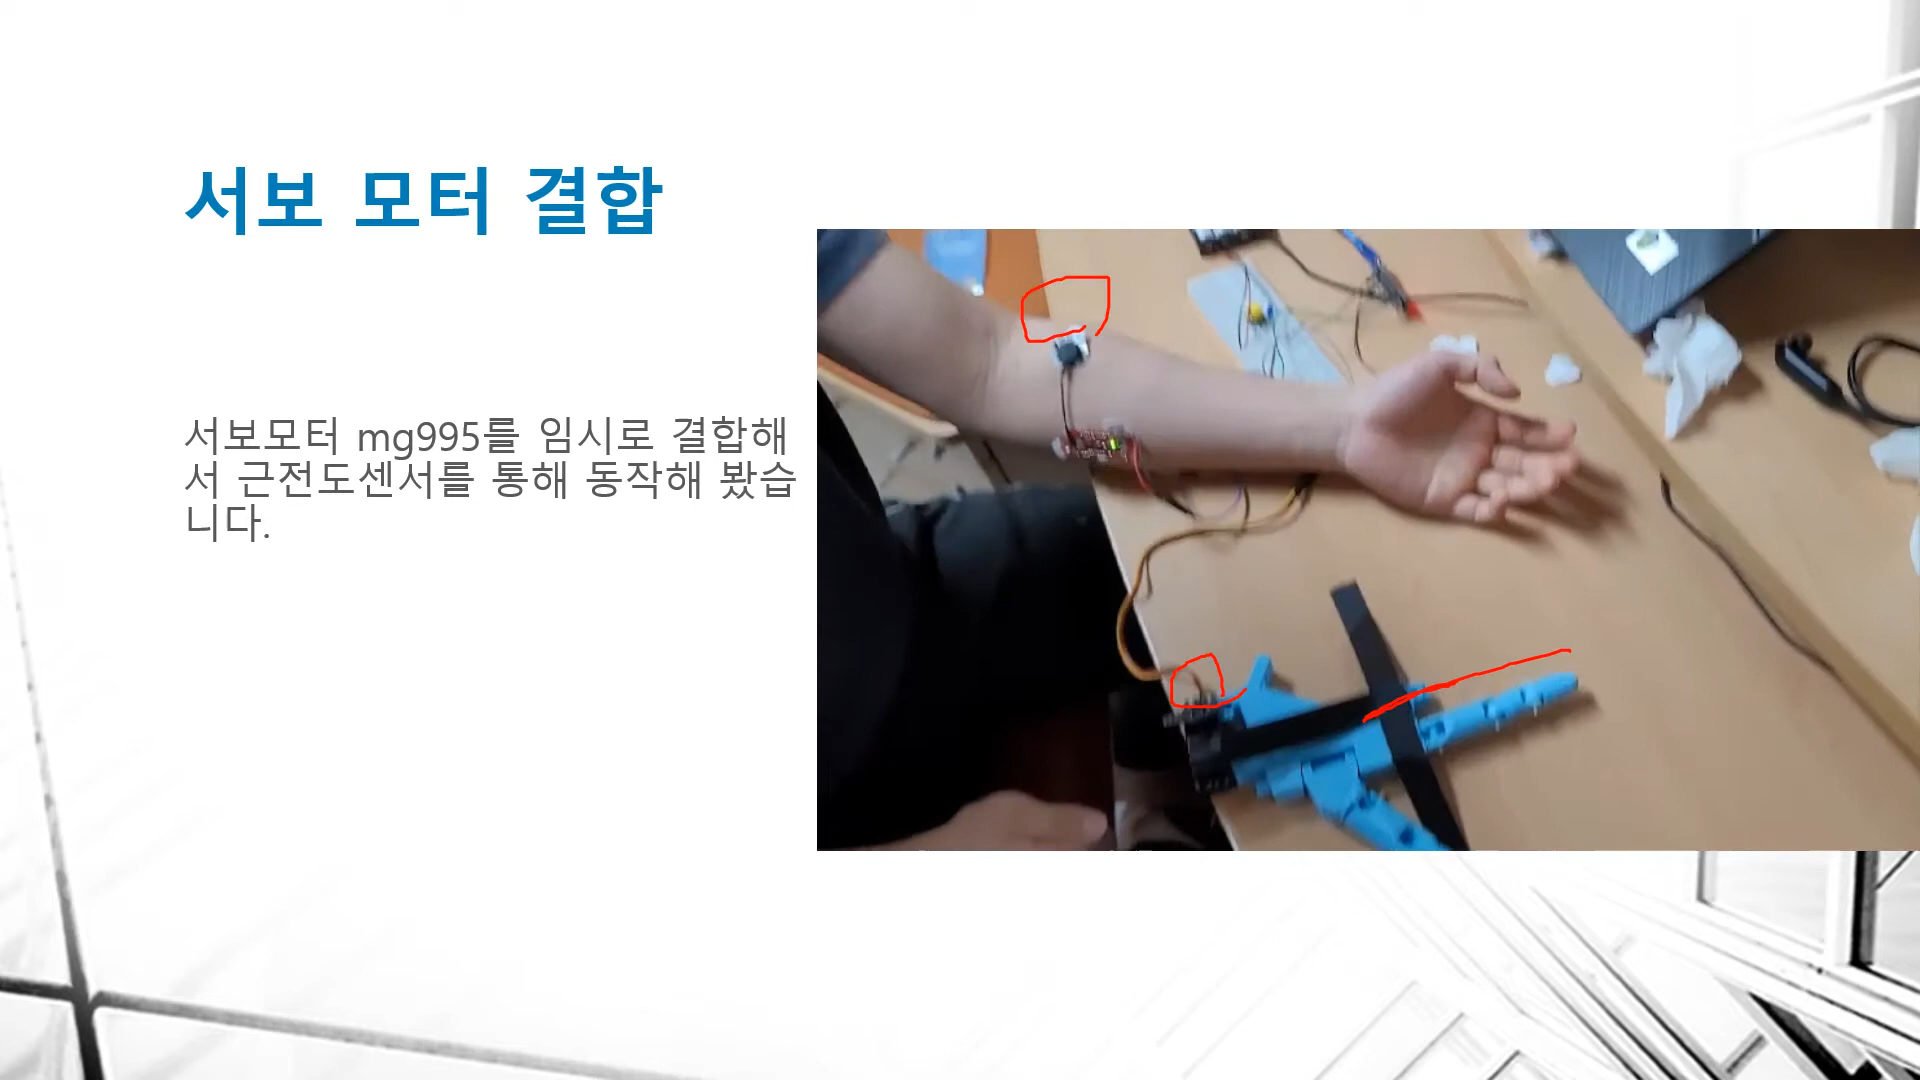 서보 모터 결합
서보모터 mg995를 임시로 결합해
서 근전도센서를 통해 동작해 봤습
니다.